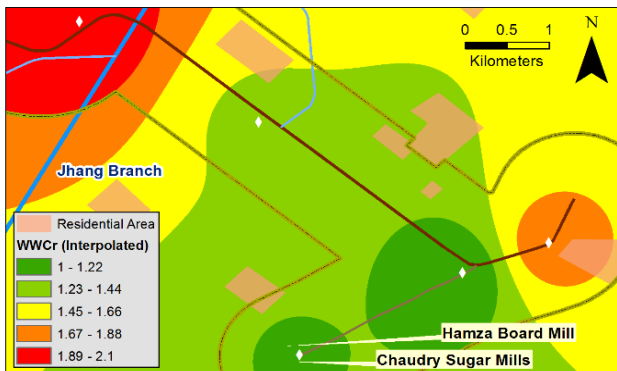 0 0.5 1
Kilometers
N
Jhang Branch
Residential Area
WWCr (Interpolated)
1 - 1.22
1.23 - 1.44
1.45 - 1.66
1.67 - 1.88
1.89 - 2.1
Hamza Board Mill
Chaudry Sugar Mills